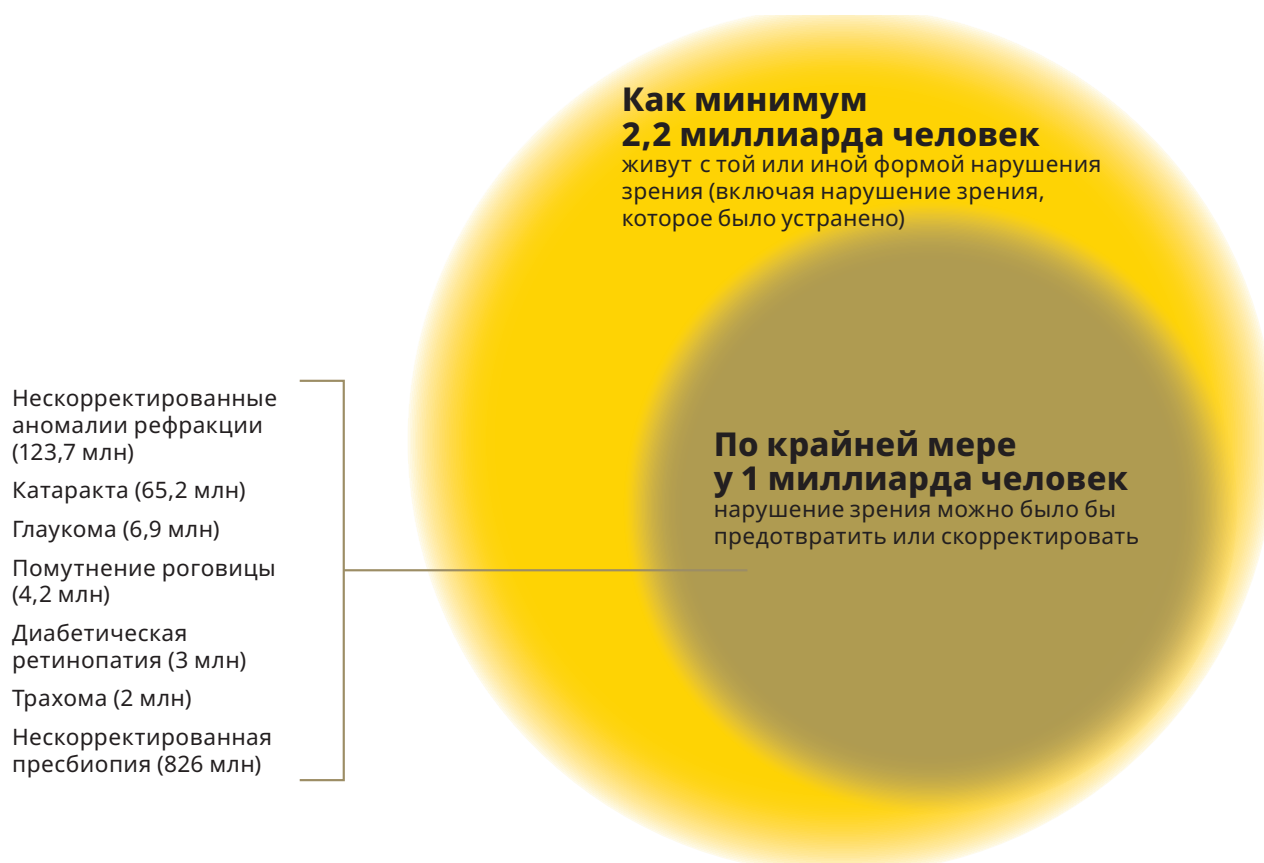 Как минимум
2,2 миллиарда человек
живут с той или иной формой нарушения
зрения (включая нарушение зрения,
которое было устранено)
По крайней мере
у 1 миллиарда человек
нарушение зрения можно было бы
предотвратить или скорректировать
Нескорректированные
аномалии рефракции
(123,7 млн)
Катаракта (65,2 млн)
Глаукома (6,9 млн)
Помутнение роговицы
(4,2 млн)
Диабетическая
ретинопатия (3 млн)
Трахома (2 млн)
Нескорректированная
пресбиопия (826 млн)